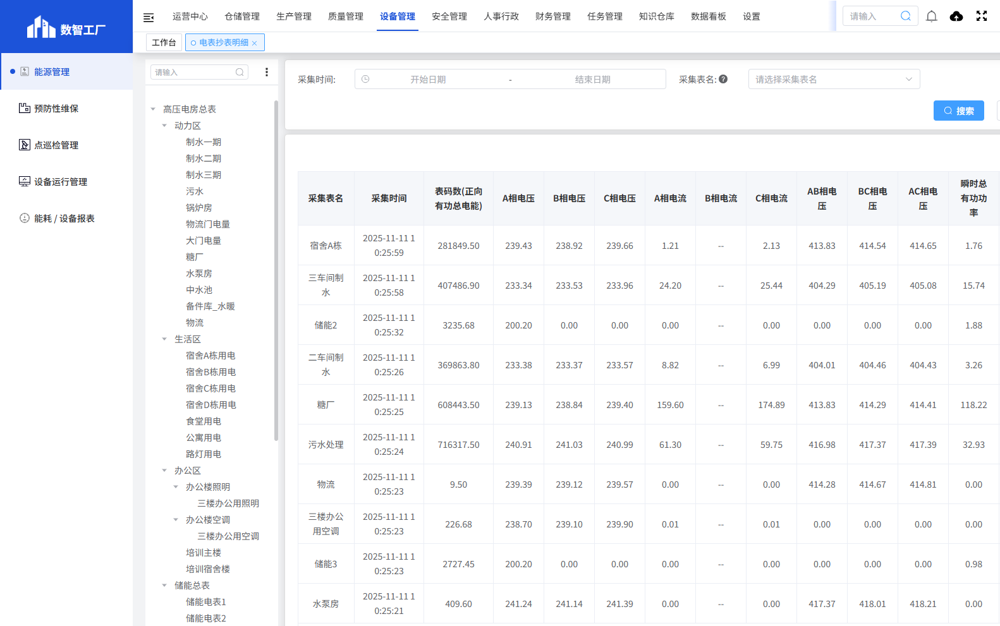 数智工厂
运营中心 仓储管理 生产管理 质量管理 设备管理 安全管理 人事行政 财务管理 任务管理 知识仓库 数据看板 设置 请输入
工作台 电表抄表明细
能源管理
预防性维保
点巡检管理
设备运行管理
能耗 / 设备报表
请输入
高压电房总表
动力区
制水一期
制水二期
制水三期
污水
锅炉房
物流门电量
大门电量
糖厂
水泵房
中水池
备件库_水暖
物流
生活区
宿舍A栋用电
宿舍B栋用电
宿舍C栋用电
宿舍D栋用电
食堂用电
公寓用电
路灯用电
办公区
办公楼照明
三楼办公用照明
办公楼空调
三楼办公用空调
培训主楼
培训宿舍楼
储能总表
储能电表1
储能电表2
采集时间: 开始日期 - 结束日期 采集表名: 请选择采集表名
搜索
采集表名 采集时间 表码数(正向有功总电能) A相电压 B相电压 C相电压 A相电流 B相电流 C相电流 AB相电压 BC相电压 AC相电压 瞬时总有功功率
宿舍A栋 2025-11-11 10:25:59 281849.50 239.43 238.92 239.66 1.21 -- 2.13 413.83 414.54 414.65 1.76
三车间制水 2025-11-11 10:25:58 407486.90 233.34 233.53 233.96 24.20 -- 25.44 404.29 405.19 405.08 15.74
储能2 2025-11-11 10:25:32 3235.68 200.20 0.00 0.00 0.00 -- 0.00 0.00 0.00 0.00 1.88
二车间制水 2025-11-11 10:25:26 369863.80 233.38 233.37 233.57 8.82 -- 6.99 404.01 404.46 404.43 3.26
糖厂 2025-11-11 10:25:25 608443.50 239.13 238.84 239.40 159.60 -- 174.89 413.83 414.29 414.41 118.22
污水处理 2025-11-11 10:25:24 716317.50 240.91 241.03 240.99 61.30 -- 59.75 416.98 417.37 417.39 32.93
物流 2025-11-11 10:25:23 9.50 239.39 239.12 239.57 0.00 -- 0.00 414.28 414.67 414.81 0.00
三楼办公用空调 2025-11-11 10:25:23 226.68 238.70 239.10 239.90 0.01 -- 0.01 0.00 0.00 0.00 0.00
储能3 2025-11-11 10:25:23 2727.45 200.20 0.00 0.00 0.00 -- 0.00 0.00 0.00 0.00 0.98
水泵房 2025-11-11 10:25:21 409.60 241.24 241.14 241.39 0.00 -- 0.00 417.37 418.01 418.21 0.00